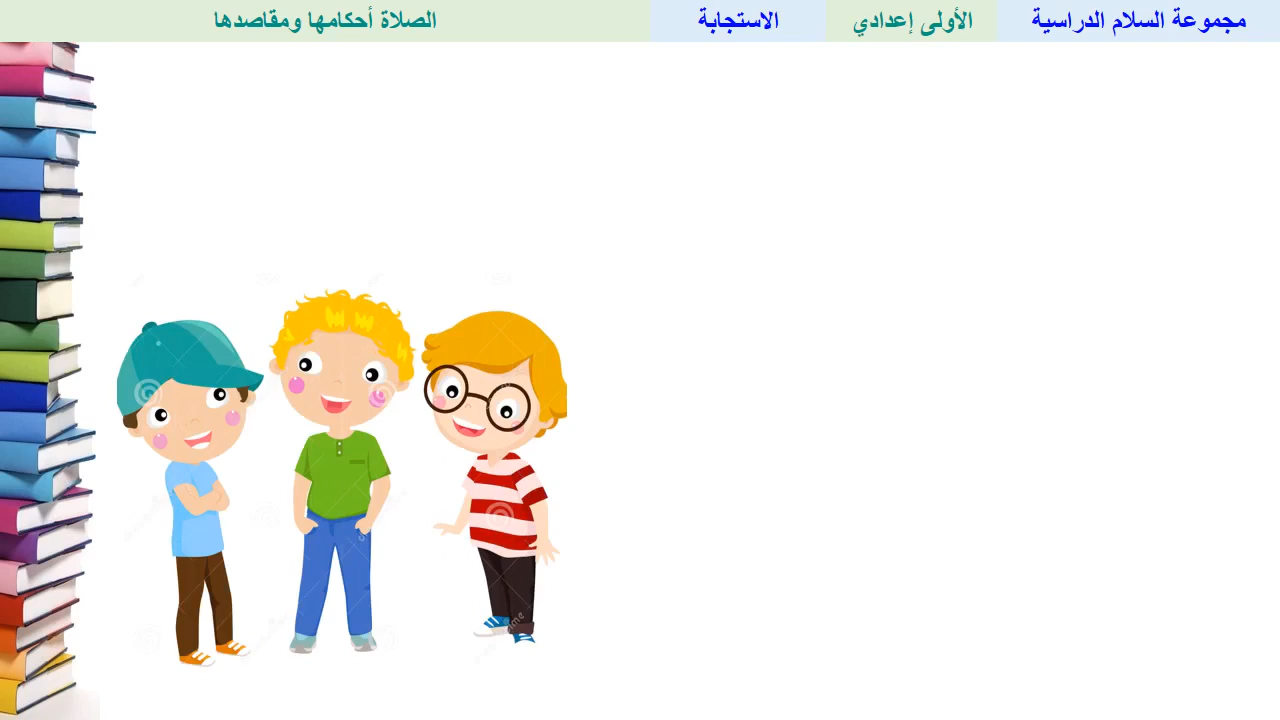 مجموعة السلام الدراسية
الأولى إعدادي
الاستجابة
الصلاة أحكامها ومقاصدها